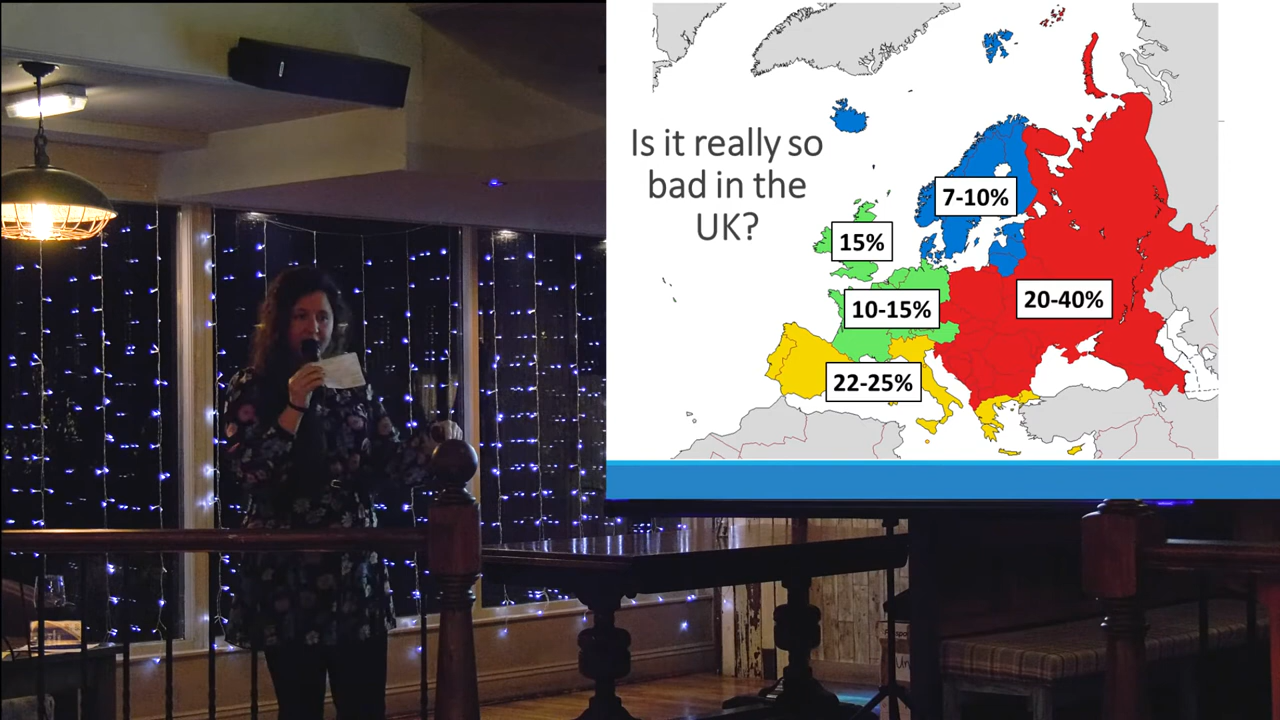 Is it really so
bad in the
UK?
7-10%
15%
10-15%
20-40%
22-25%